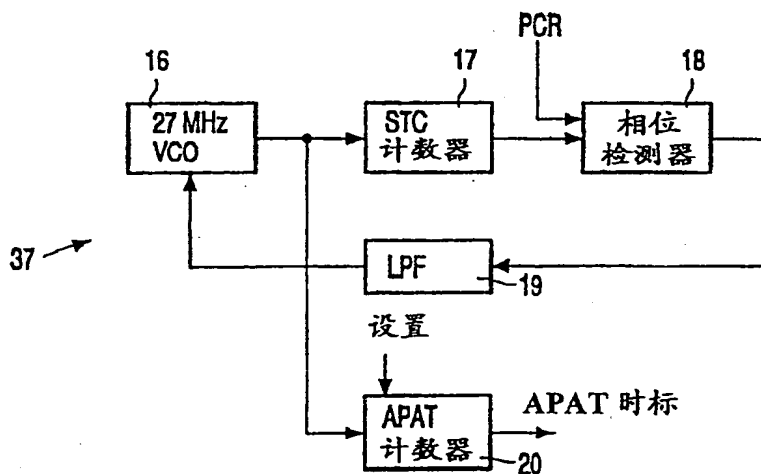 PCR
16
17
18
27 MHz
VCO
STC
计数器
相位
检测器
37
LPF
19
设置
APAT
计数器
APAT 时标
20